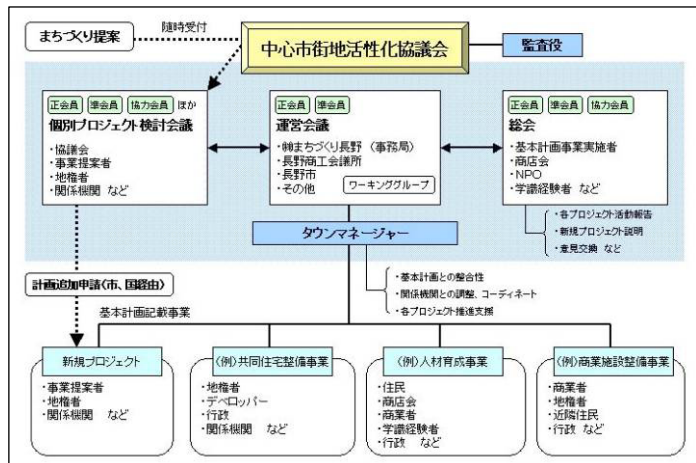 まちづくり提案
随時受付
中心市街地活性化協議会
監査役
正会員 準会員 協力会員 ほか
個別プロジェクト検討会議
・協議会
・事業提案者
・地権者
・関係機関 など
正会員 準会員
運営会議
・㈱まちづくり長野 (事務局)
・長野商工会議所
・長野市
・その他
ワーキンググループ
正会員 準会員 協力会員
総会
・基本計画事業実施者
・商店会
・NPO
・学識経験者 など
・各プロジェクト活動報告
・新規プロジェクト説明
・意見交換 など
タウンマネージャー
・基本計画との整合性
・関係機関との調整、コーディネート
・各プロジェクト推進支援
計画追加申請(市、国経由)
基本計画記載事業
新規プロジェクト
・事業提案者
・地権者
・関係機関 など
(例)共同住宅整備事業
・地権者
・デベロッパー
・行政
・関係機関 など
(例)人材育成事業
・住民
・商店会
・商業者
・学識経験者
・行政 など
(例)商業施設整備事業
・商業者
・地権者
・近隣住民
・行政 など